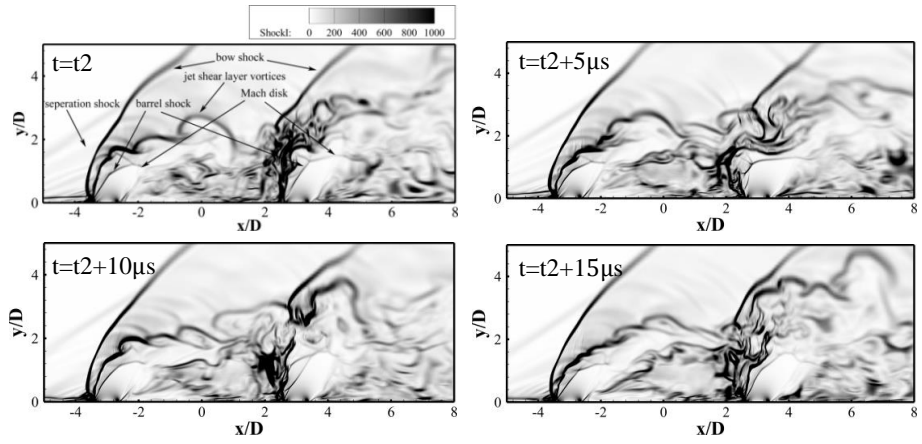 ShockI: 0 200 400 600 800 1000
t=t2
bow shock
jet shear layer vortices
Mach disk
seperation shock
barrel shock
y/D
4
2
0
-4 -2 0 2 4 6 8
x/D
t=t2+5μs
y/D
4
2
0
-4 -2 0 2 4 6 8
x/D
t=t2+10μs
y/D
4
2
0
-4 -2 0 2 4 6 8
x/D
t=t2+15μs
y/D
4
2
0
-4 -2 0 2 4 6 8
x/D